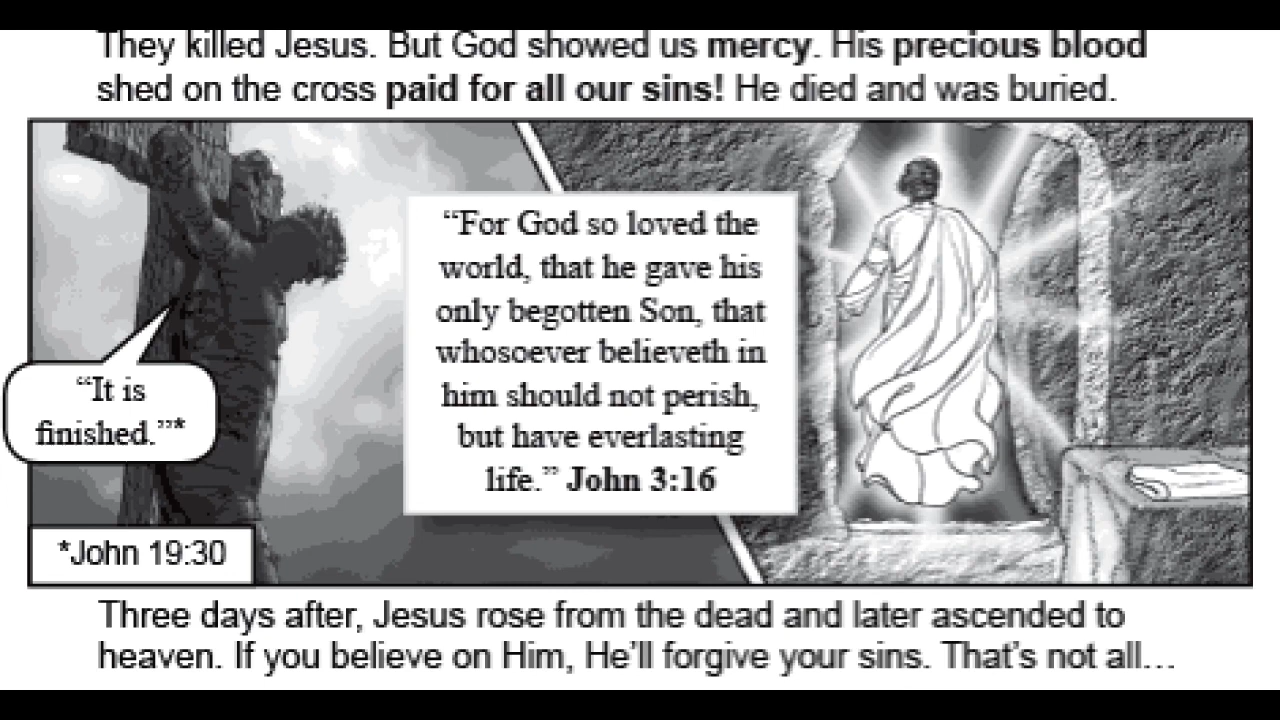 They killed Jesus. But God showed us mercy. His precious blood
shed on the cross paid for all our sins! He died and was buried.
“For God so loved the
world, that he gave his
only begotten Son, that
whosoever believeth in
him should not perish,
but have everlasting
life.” John 3:16
“It is
finished.”*
*John 19:30
Three days after, Jesus rose from the dead and later ascended to
heaven. If you believe on Him, He’ll forgive your sins. That’s not all…